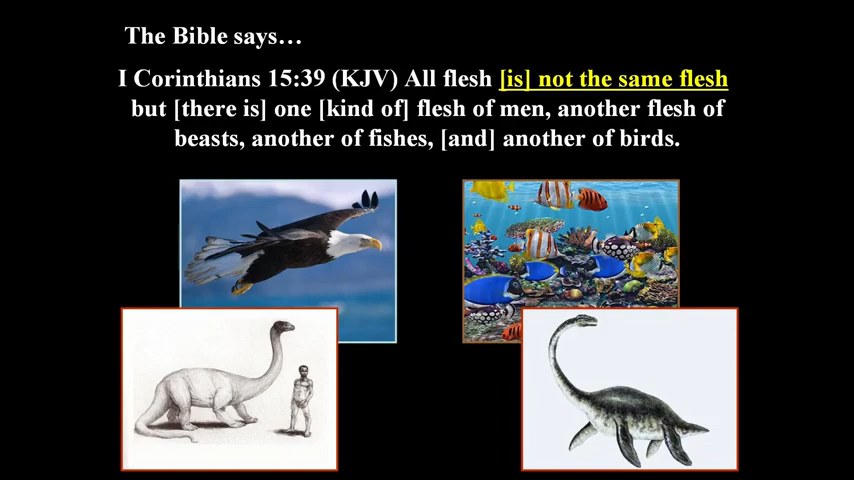 The Bible says…
I Corinthians 15:39 (KJV) All flesh [is] not the same flesh
but [there is] one [kind of] flesh of men, another flesh of
beasts, another of fishes, [and] another of birds.